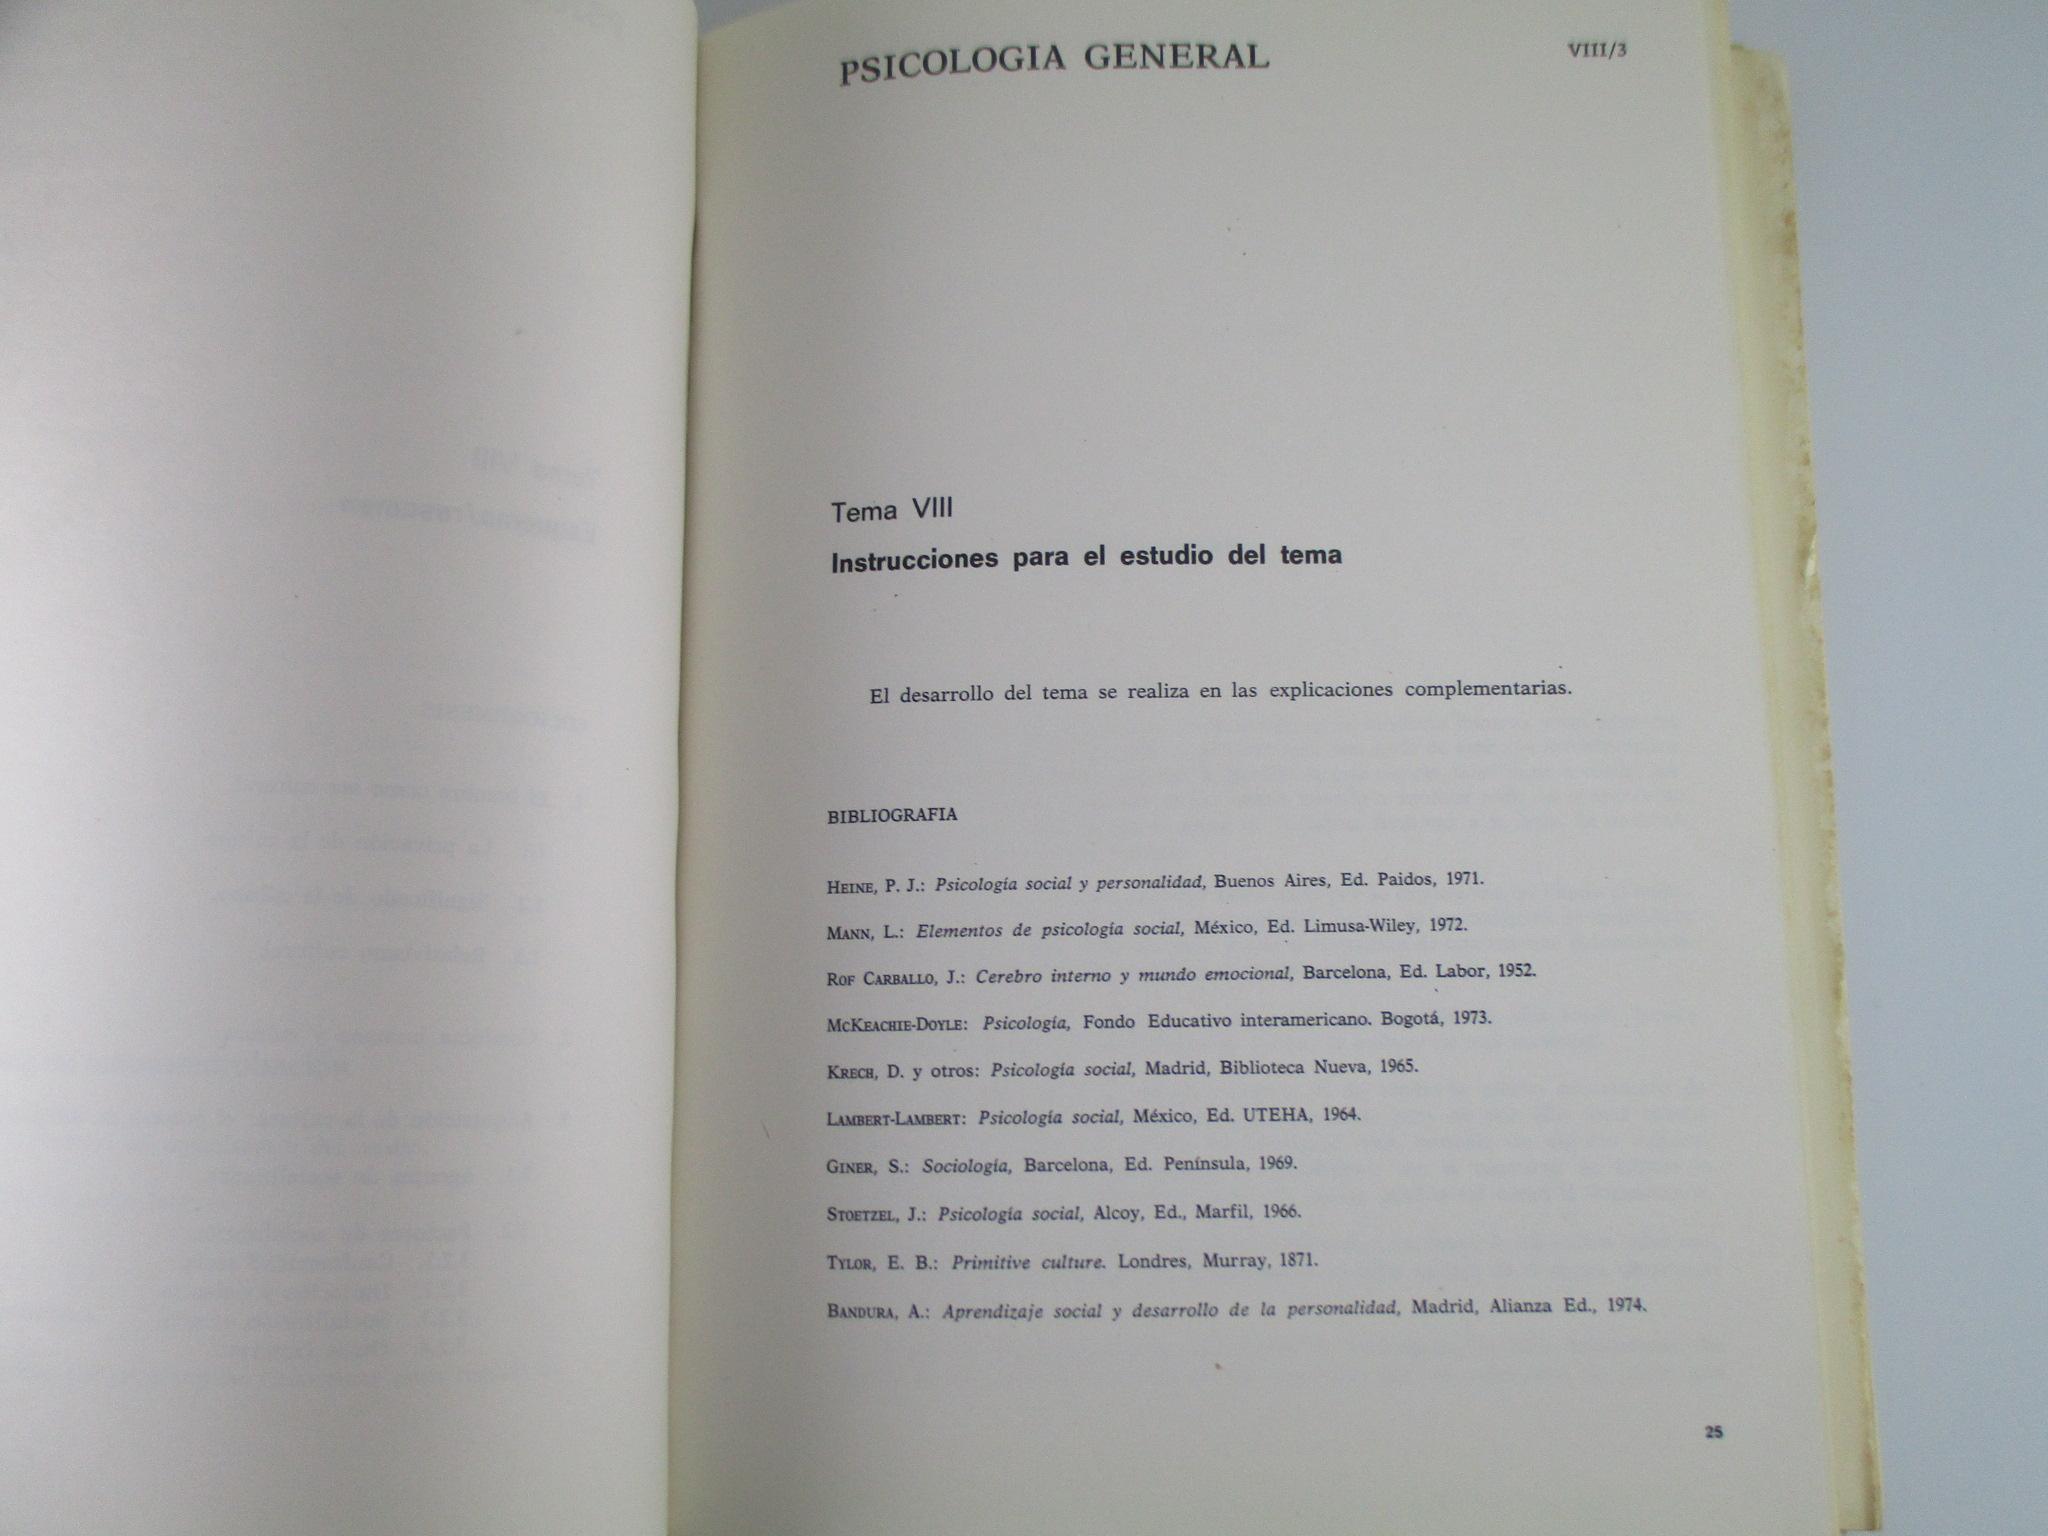 PSICOLOGIA GENERAL
VIII/3
Tema VIII
Instrucciones para el estudio del tema
El desarrollo del tema se realiza en las explicaciones complementarias.
BIBLIOGRAFIA
HEINE, P. J.: Psicología social y personalidad, Buenos Aires, Ed. Paidos, 1971.
MANN, L.: Elementos de psicología social, México, Ed. Limusa-Wiley, 1972.
ROF CARBALLO, J.: Cerebro interno y mundo emocional, Barcelona, Ed. Labor, 1952.
MCKEACHIE-DOYLE: Psicología, Fondo Educativo interamericano. Bogotá, 1973.
KRECH, D. y otros: Psicología social, Madrid, Biblioteca Nueva, 1965.
LAMBERT-LAMBERT: Psicología social, México, Ed. UTEHA, 1964.
GINER, S.: Sociología, Barcelona, Ed. Península, 1969.
STOETZEL, J.: Psicología social, Alcoy, Ed., Marfil, 1966.
TYLOR, E. B.: Primitive culture. Londres, Murray, 1871.
BANDURA, A.: Aprendizaje social y desarrollo de la personalidad, Madrid, Alianza Ed., 1974.
25